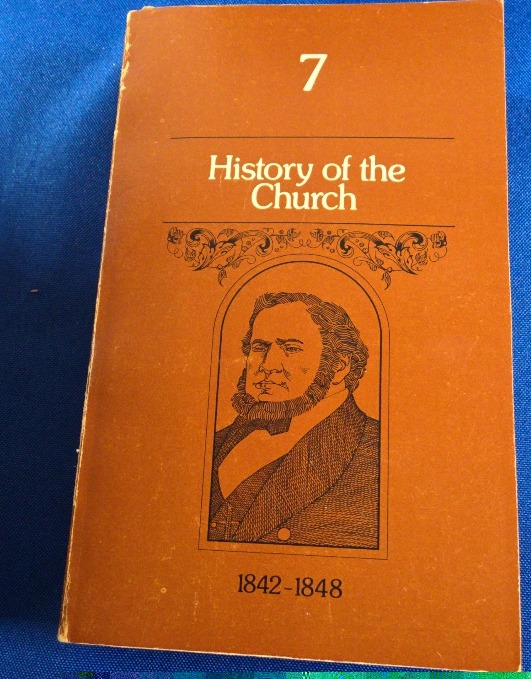 7
History of the
Church
1842-1848